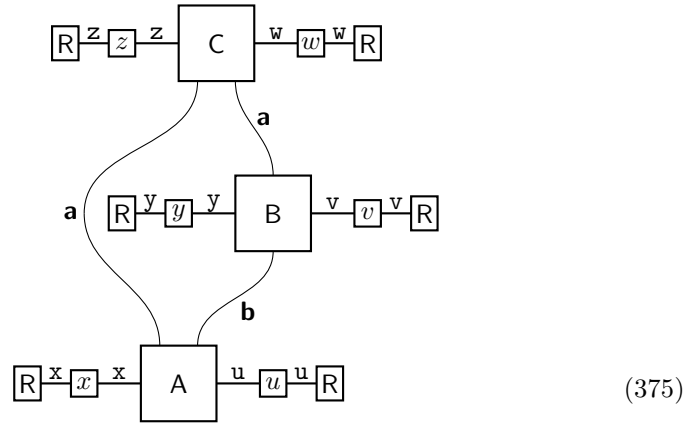 R z z z C w w w R
a
a R y y y B v v v R
b
R x x x A u u u R (375)